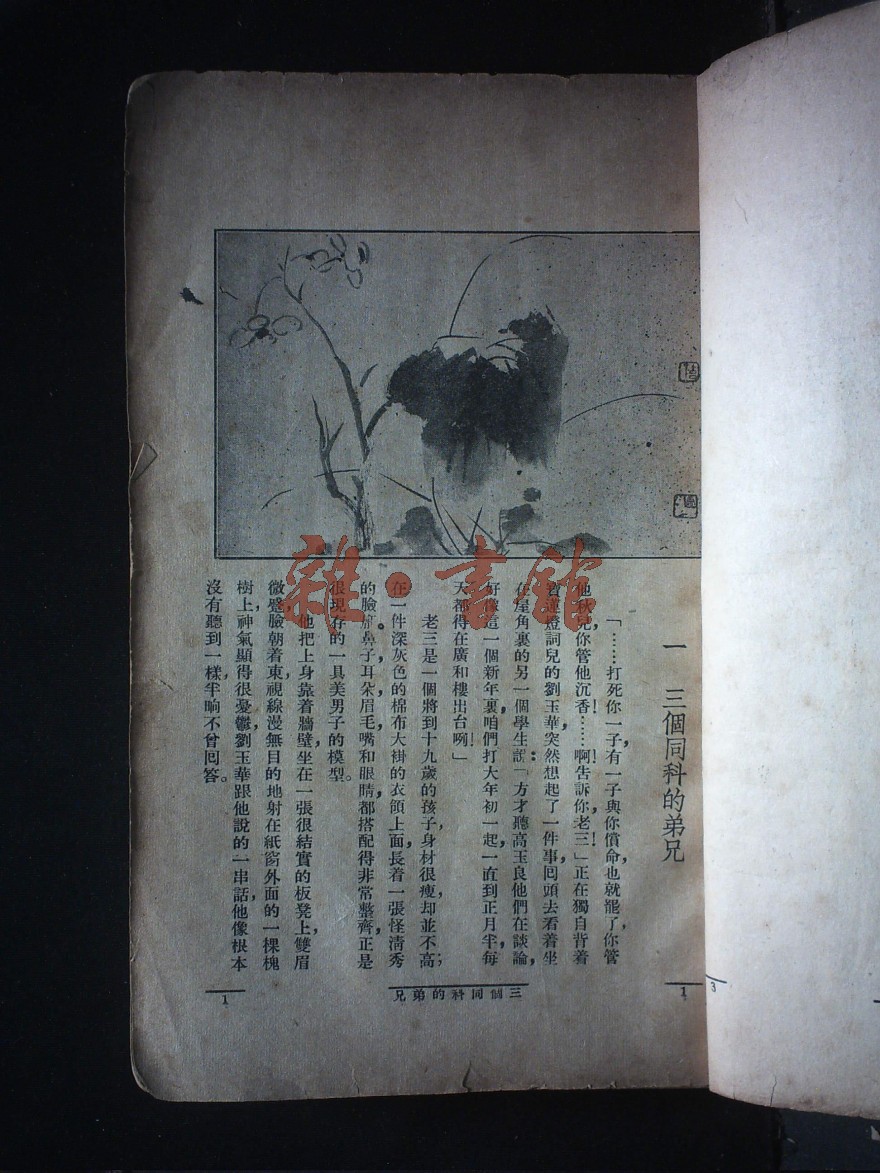 一 三個同科的弟兄
「……打死你一子，有一子與你償命，也就罷了，你管
他秋兒！你管他沉香！……啊！告訴你，老三！」正在獨自背着
寶蓮燈詞兒的劉玉華突然想起了一件事，回頭去看着坐
在屋角裏的另一個學生說：「方才聽高玉良他們在談論，
好像這一個新年裏，咱們打大年初一起，一直到正月半，每
天都得在廣和樓出台咧！」
老三是一個將到十九歲的孩子，身材很瘦，却並不高；
在一件深灰色的棉布大褂的衣領上面，長着一張怪清秀
的臉龐。鼻子，耳朵，眉毛，嘴和眼睛，都搭配得非常整齊，正是
很現存的一具美男子的模型。
他把上身靠着牆壁，坐在一張很結實的板凳上，雙眉
微蹙，臉朝着東，視線漫無目的地射在紙窗外面的一棵槐
樹上，神氣顯得很憂鬱，劉玉華跟他說的一串話，他像根本
沒有聽到一樣，半晌不曾回答。
三個同科的弟兄
1
1
3
雜·書館